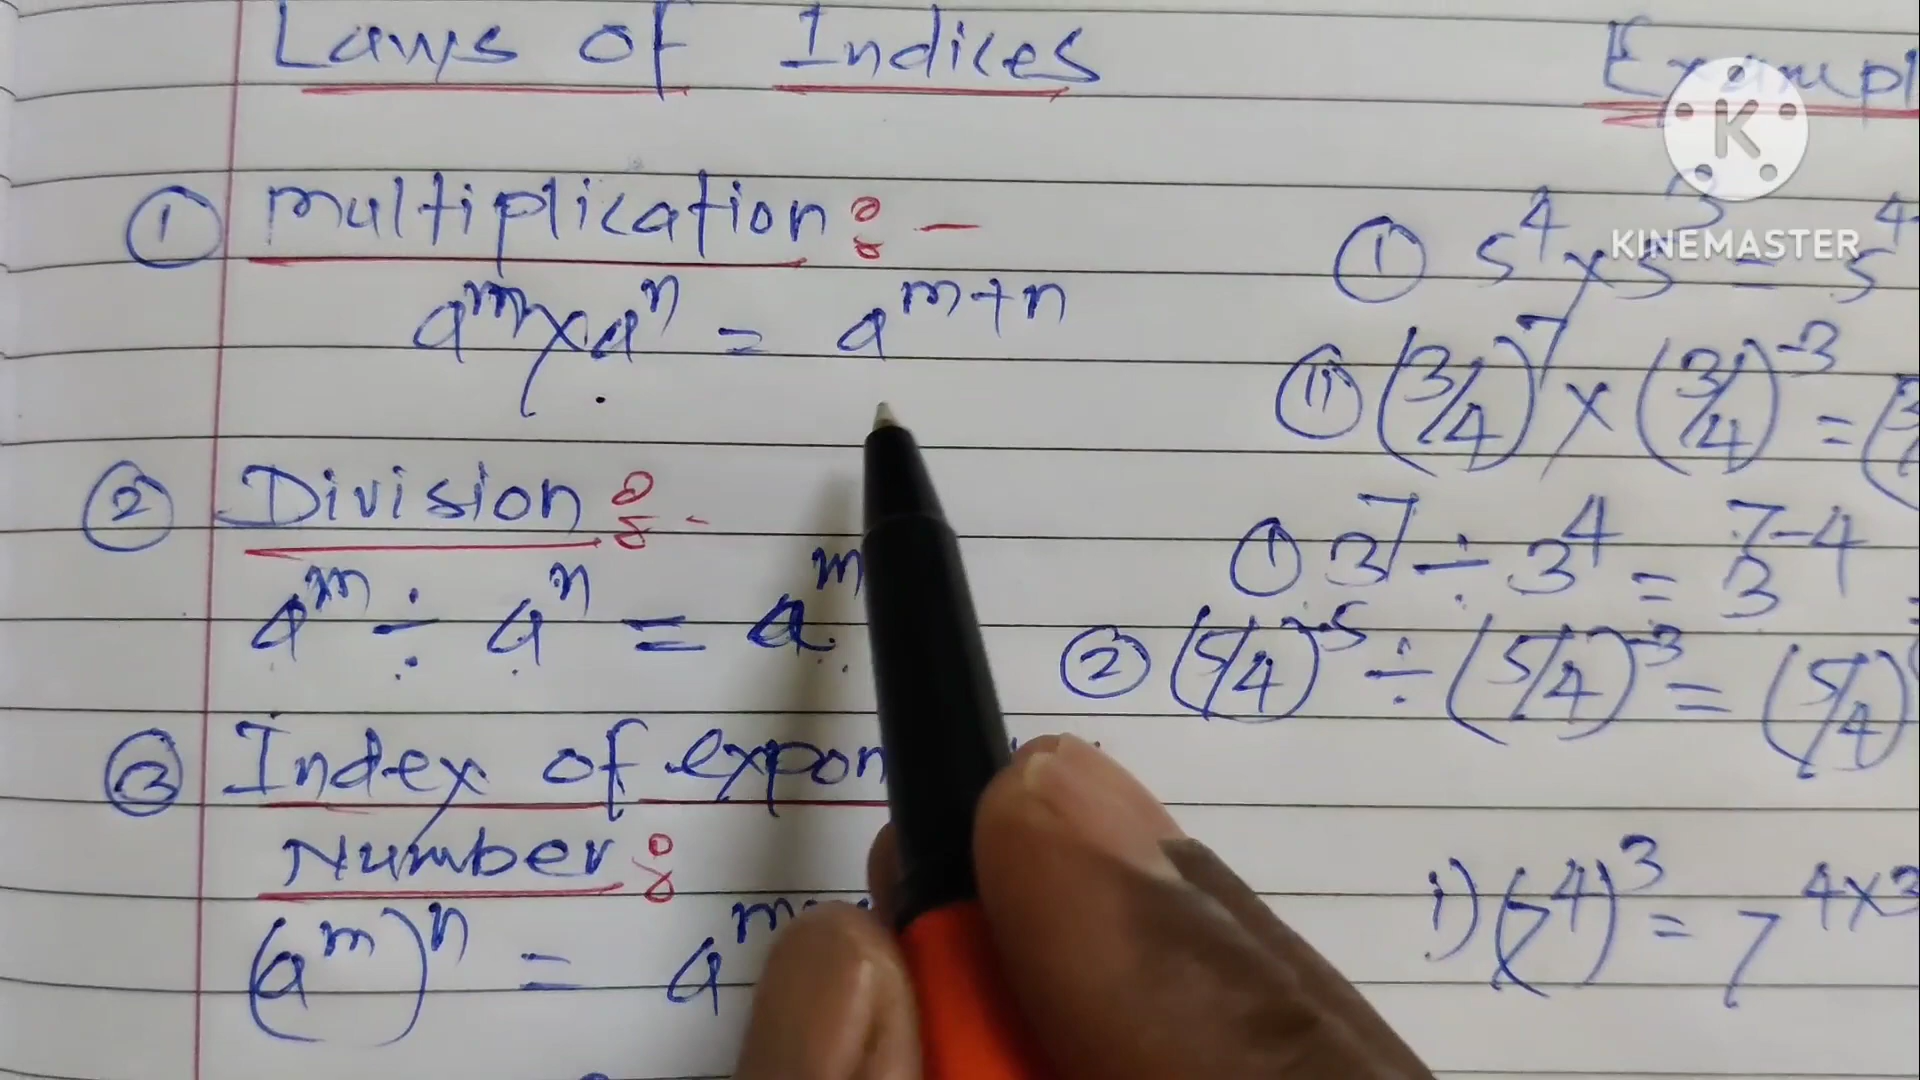 Laws of Indices
① Multiplication:-
a^m × a^n = a^m+n
② Division:-
a^m ÷ a^n = a^m
③ Index of expon
Number:
(a^m)^n = a^m
Exampl
① 5^4 × 5^3 = 5^4
ⅱ (3/4)^7 × (3/4)^-3 = (3
① 3^7 ÷ 3^4 = 3^7-4
② (5/4)^-5 ÷ (5/4)^-3 = (5/4)
i) (7^4)^3 = 7^4×3
K
KINEMASTER